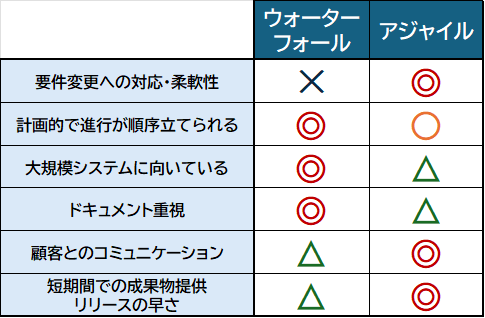 ウォーター
フォール
アジャイル
要件変更への対応・柔軟性
×
◎
計画的で進行が順序立てられる
◎
○
大規模システムに向いている
◎
△
ドキュメント重視
◎
△
顧客とのコミュニケーション
△
◎
短期間での成果物提供
リリースの早さ
△
◎